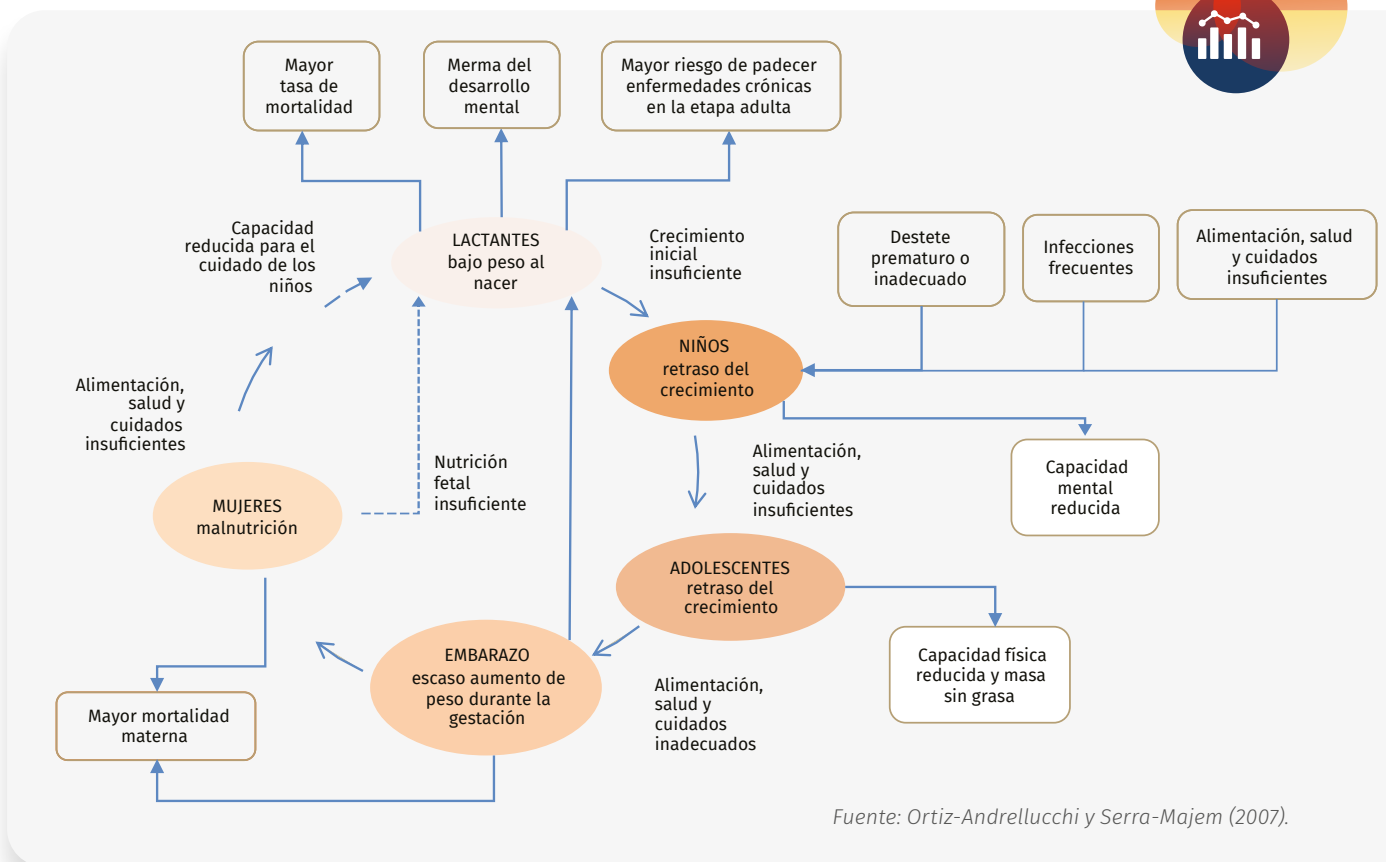 Mayor
tasa de
mortalidad
Merma del
desarrollo
mental
Mayor riesgo de padecer
enfermedades crónicas
en la etapa adulta
Capacidad
reducida para el
cuidado de los
niños
LACTANTES
bajo peso al
nacer
Crecimiento
inicial
insuficiente
Destete
prematuro o
inadecuado
Infecciones
frecuentes
Alimentación, salud
y cuidados
insuficientes
NIÑOS
retraso del
crecimiento
Alimentación,
salud y
cuidados
insuficientes
Nutrición
fetal
insuficiente
Alimentación,
salud y
cuidados
insuficientes
Capacidad
mental
reducida
MUJERES
malnutrición
ADOLESCENTES
retraso del
crecimiento
EMBARAZO
escaso aumento de
peso durante la
gestación
Alimentación,
salud y
cuidados
inadecuados
Capacidad física
reducida y masa
sin grasa
Mayor mortalidad
materna
Fuente: Ortiz-Andrellucchi y Serra-Majem (2007).